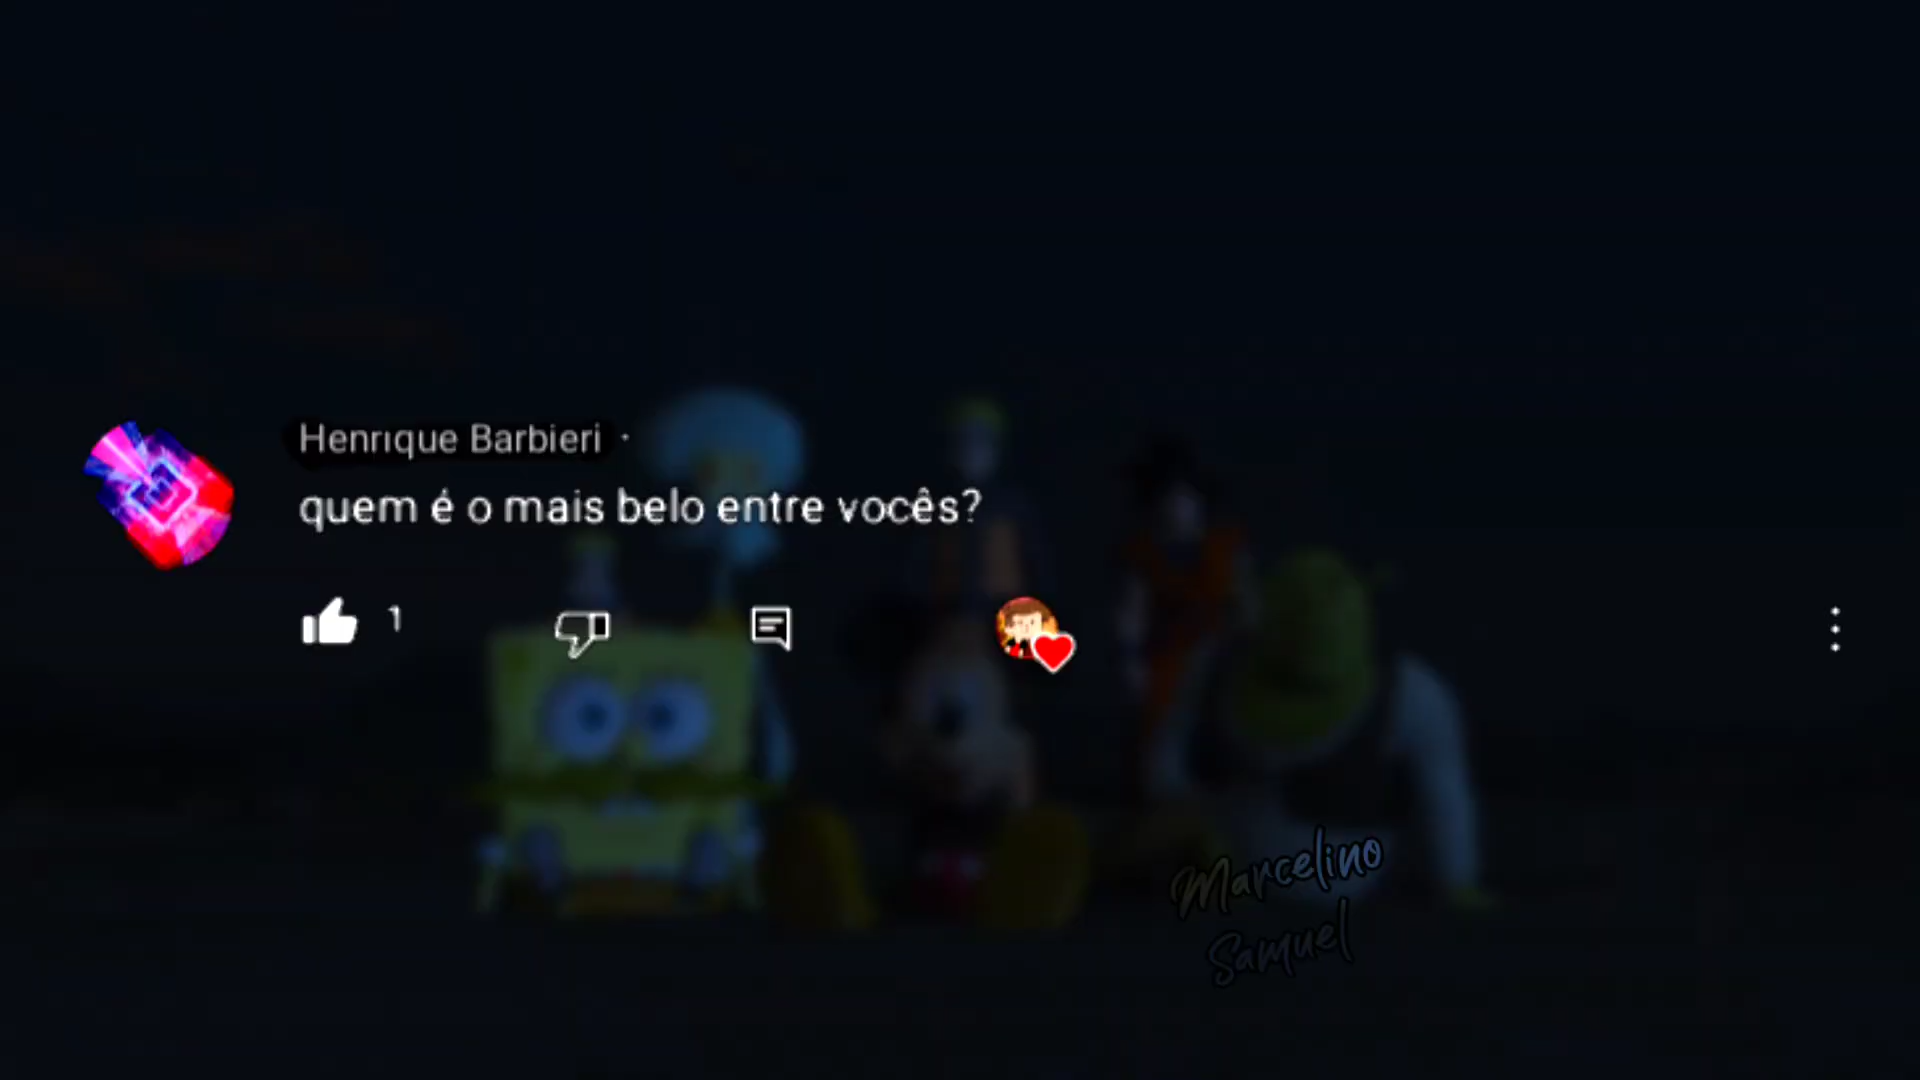 Henrique Barbieri ·
quem é o mais belo entre vocês?
1
Marcelino
Samuel